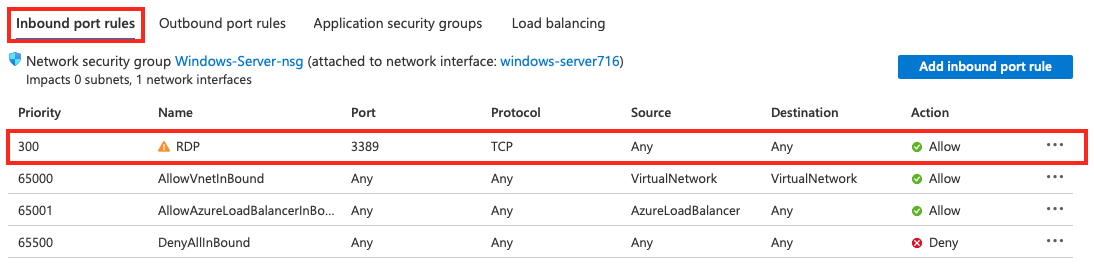 Inbound port rules Outbound port rules Application security groups Load balancing
Network security group Windows-Server-nsg (attached to network interface: windows-server716)
Impacts 0 subnets, 1 network interfaces
Add inbound port rule
Priority Name Port Protocol Source Destination Action
300 RDP 3389 TCP Any Any Allow ...
65000 AllowVnetInBound Any Any VirtualNetwork VirtualNetwork Allow ...
65001 AllowAzureLoadBalancerInBo... Any Any AzureLoadBalancer Any Allow ...
65500 DenyAllInBound Any Any Any Any Deny ...